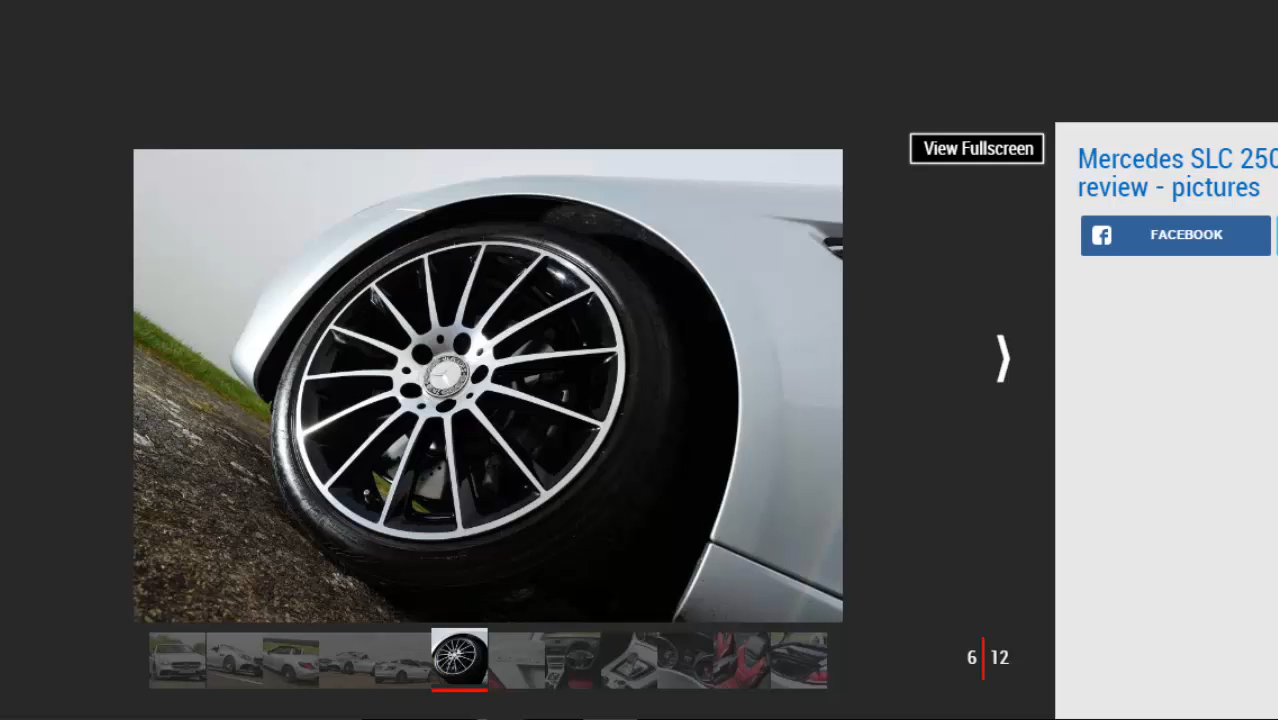 View Fullscreen
Mercedes SLC 250
review - pictures
FACEBOOK
6 12